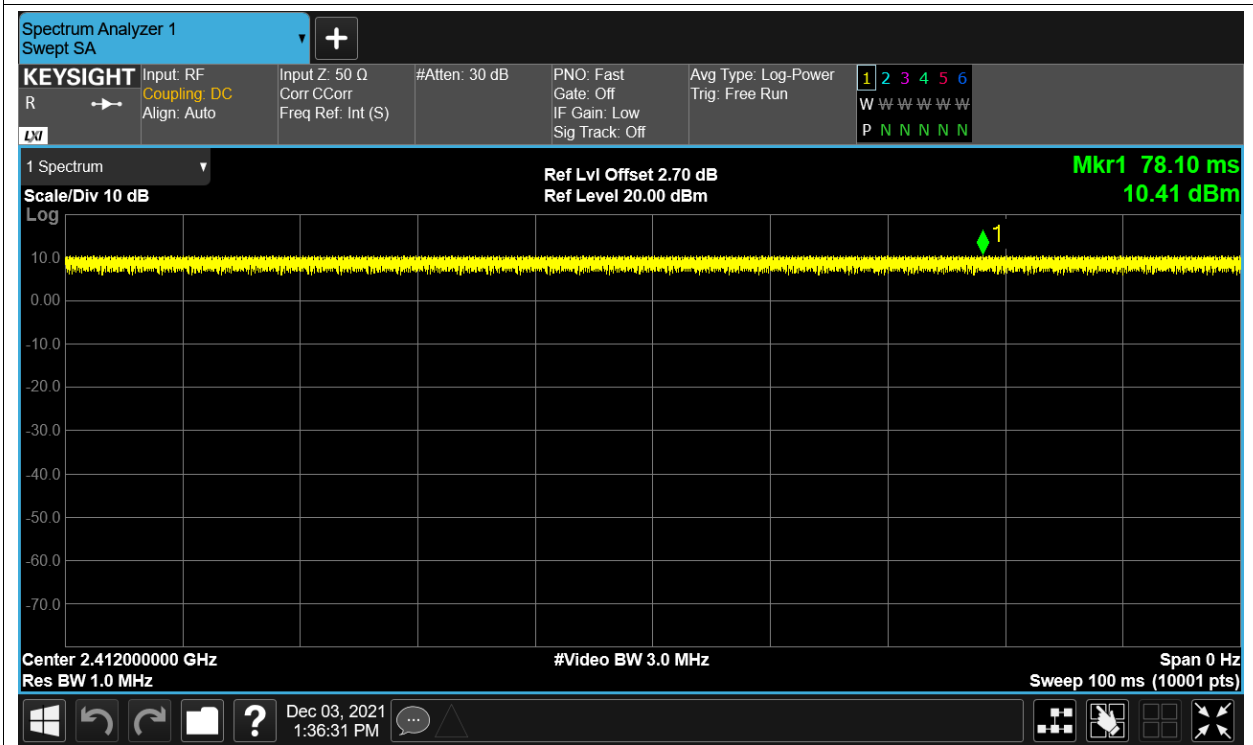 Spectrum Analyzer 1
Swept SA
KEYSIGHT Input: RF Input Z: 50 Ω #Atten: 30 dB PNO: Fast Avg Type: Log-Power 1 2 3 4 5 6
R Coupling: DC Corr CCorr Gate: Off Trig: Free Run W W W W W W
Align: Auto Freq Ref: Int (S) IF Gain: Low
LXI Sig Track: Off P N N N N N
1 Spectrum Ref Lvl Offset 2.70 dB Mkr1 78.10 ms
Scale/Div 10 dB Ref Level 20.00 dBm 10.41 dBm
Log
1
10.0
0.00
-10.0
-20.0
-30.0
-40.0
-50.0
-60.0
-70.0
Center 2.412000000 GHz #Video BW 3.0 MHz Span 0 Hz
Res BW 1.0 MHz Sweep 100 ms (10001 pts)
? Dec 03, 2021
1:36:31 PM